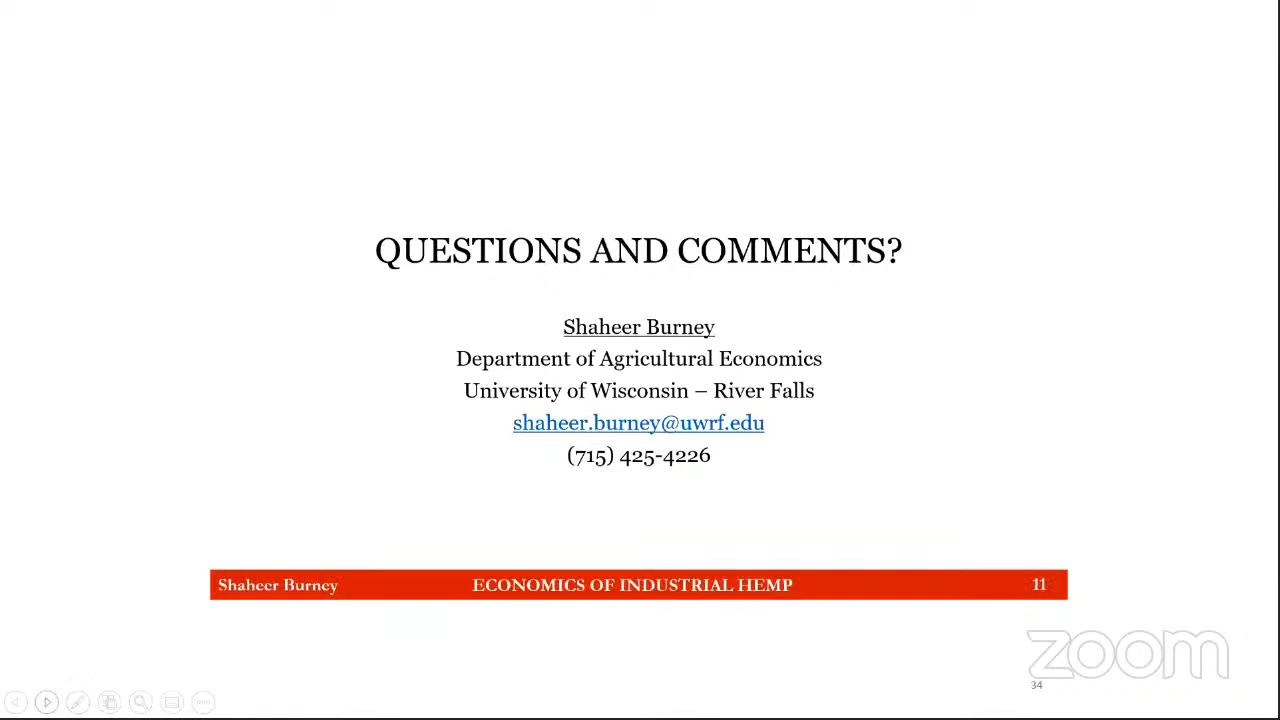 QUESTIONS AND COMMENTS?
Shaheer Burney
Department of Agricultural Economics
University of Wisconsin – River Falls
shaheer.burney@uwrf.edu
(715) 425-4226
Shaheer Burney ECONOMICS OF INDUSTRIAL HEMP 11
zoom
34